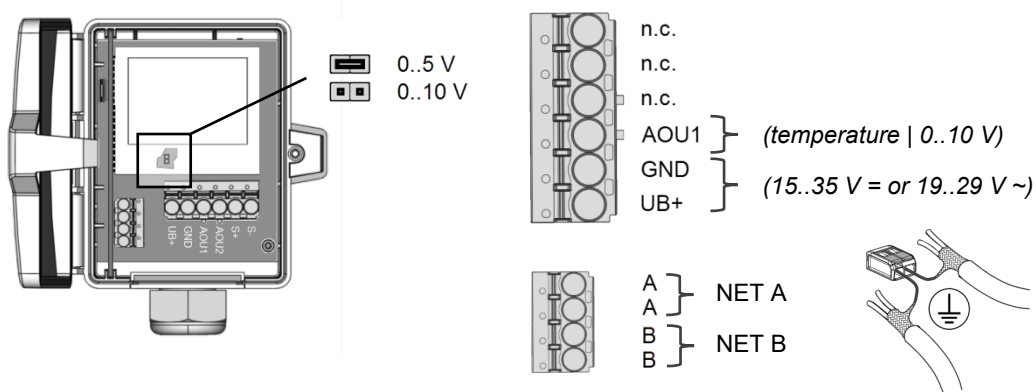 0..5 V
0..10 V
UB+
GND
AOU1
AOU2
S+
S-
n.c.
n.c.
n.c.
AOU1 (temperature | 0..10 V)
GND
UB+
(15..35 V = or 19..29 V ~)
A
A
NET A
B
B
NET B